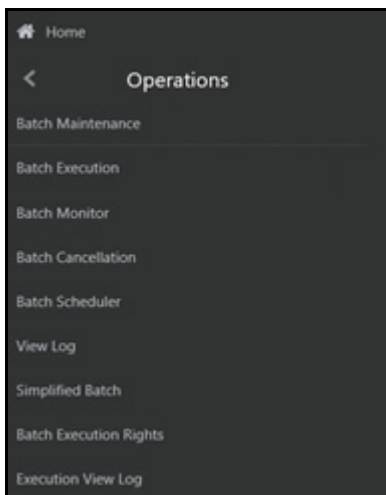 Home
Operations
Batch Maintenance
Batch Execution
Batch Monitor
Batch Cancellation
Batch Scheduler
View Log
Simplified Batch
Batch Execution Rights
Execution View Log